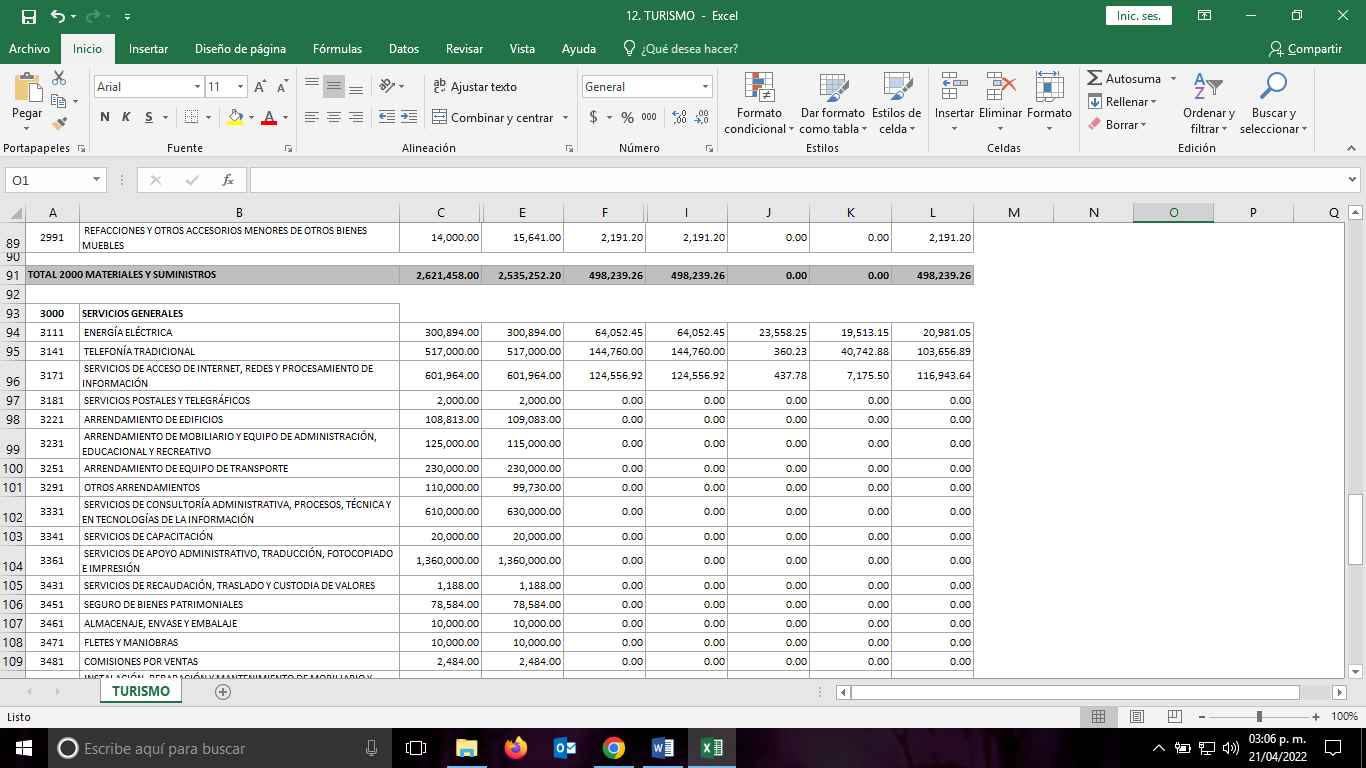 12. TURISMO - Excel
Inic. ses.
Archivo Inicio Insertar Diseño de página Fórmulas Datos Revisar Vista Ayuda ¿Qué desea hacer? Compartir
Pegar
Arial 11
N K S
Ajustar texto
Combinar y centrar
General
$ % 000
Formato condicional
Dar formato como tabla
Estilos de celda
Insertar Eliminar Formato
Autosuma
Rellenar
Borrar
Ordenar y filtrar
Buscar y seleccionar
Portapapeles Fuente Alineación Número Estilos Celdas Edición
O1
fx
A B C E F I J K L M N O P Q
89 2991 REFACCIONES Y OTROS ACCESORIOS MENORES DE OTROS BIENES MUEBLES 14,000.00 15,641.00 2,191.20 2,191.20 0.00 0.00 2,191.20
90
91 TOTAL 2000 MATERIALES Y SUMINISTROS 2,621,458.00 2,535,252.20 498,239.26 498,239.26 0.00 0.00 498,239.26
92
93 3000 SERVICIOS GENERALES
94 3111 ENERGÍA ELÉCTRICA 300,894.00 300,894.00 64,052.45 64,052.45 23,558.25 19,513.15 20,981.05
95 3141 TELEFONÍA TRADICIONAL 517,000.00 517,000.00 144,760.00 144,760.00 360.23 40,742.88 103,656.89
96 3171 SERVICIOS DE ACCESO DE INTERNET, REDES Y PROCESAMIENTO DE INFORMACIÓN 601,964.00 601,964.00 124,556.92 124,556.92 437.78 7,175.50 116,943.64
97 3181 SERVICIOS POSTALES Y TELEGRÁFICOS 2,000.00 2,000.00 0.00 0.00 0.00 0.00 0.00
98 3221 ARRENDAMIENTO DE EDIFICIOS 108,813.00 109,083.00 0.00 0.00 0.00 0.00 0.00
99 3231 ARRENDAMIENTO DE MOBILIARIO Y EQUIPO DE ADMINISTRACIÓN, EDUCACIONAL Y RECREATIVO 125,000.00 115,000.00 0.00 0.00 0.00 0.00 0.00
100 3251 ARRENDAMIENTO DE EQUIPO DE TRANSPORTE 230,000.00 230,000.00 0.00 0.00 0.00 0.00 0.00
101 3291 OTROS ARRENDAMIENTOS 110,000.00 99,730.00 0.00 0.00 0.00 0.00 0.00
102 3331 SERVICIOS DE CONSULTORÍA ADMINISTRATIVA, PROCESOS, TÉCNICA Y EN TECNOLOGÍAS DE LA INFORMACIÓN 610,000.00 630,000.00 0.00 0.00 0.00 0.00 0.00
103 3341 SERVICIOS DE CAPACITACIÓN 20,000.00 20,000.00 0.00 0.00 0.00 0.00 0.00
104 3361 SERVICIOS DE APOYO ADMINISTRATIVO, TRADUCCIÓN, FOTOCOPIADO E IMPRESIÓN 1,360,000.00 1,360,000.00 0.00 0.00 0.00 0.00 0.00
105 3431 SERVICIOS DE RECAUDACIÓN, TRASLADO Y CUSTODIA DE VALORES 1,188.00 1,188.00 0.00 0.00 0.00 0.00 0.00
106 3451 SEGURO DE BIENES PATRIMONIALES 78,584.00 78,584.00 0.00 0.00 0.00 0.00 0.00
107 3461 ALMACENAJE, ENVASE Y EMBALAJE 10,000.00 10,000.00 0.00 0.00 0.00 0.00 0.00
108 3471 FLETES Y MANIOBRAS 10,000.00 10,000.00 0.00 0.00 0.00 0.00 0.00
109 3481 COMISIONES POR VENTAS 2,484.00 2,484.00 0.00 0.00 0.00 0.00 0.00
INSTALACIÓN, REPARACIÓN Y MANTENIMIENTO DE MOBILIARIO Y
TURISMO
Listo
100%
Escribe aquí para buscar
03:06 p. m.
21/04/2022